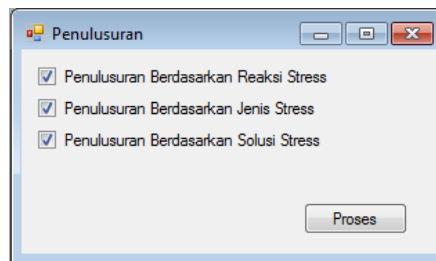 Penulusuran
Penulusuran Berdasarkan Reaksi Stress
Penulusuran Berdasarkan Jenis Stress
Penulusuran Berdasarkan Solusi Stress
Proses